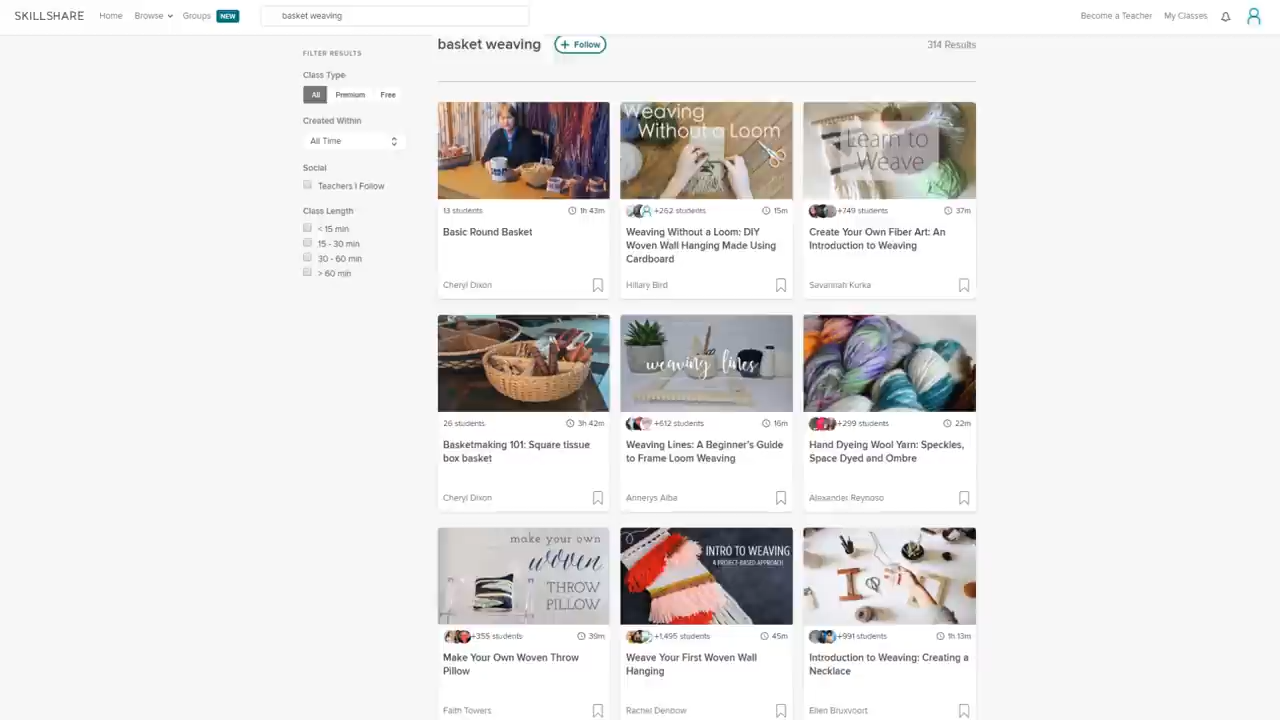 SKILLSHARE Home Browse Groups NEW basket weaving Become a Teacher My Classes
basket weaving + Follow 314 Results
FILTER RESULTS
Class Type
All Premium Free
Created Within
All Time
Social
Teachers I Follow
Class Length
< 15 min
15 - 30 min
30 - 60 min
> 60 min
13 students 1h 43m
Basic Round Basket
Cheryl Dixon
Weaving
Without a Loom
+262 students 15m
Weaving Without a Loom: DIY
Woven Wall Hanging Made Using
Cardboard
Hillary Bird
Learn to
Weave
+749 students 37m
Create Your Own Fiber Art: An
Introduction to Weaving
Savannah Kurka
26 students 3h 42m
Basketmaking 101: Square tissue
box basket
Cheryl Dixon
weaving lines
+612 students 16m
Weaving Lines: A Beginner's Guide
to Frame Loom Weaving
Annerys Alba
+299 students 22m
Hand Dyeing Wool Yarn: Speckles,
Space Dyed and Ombre
Alexander Reynoso
make your own
woven
THROW
PILLOW
+355 students 39m
Make Your Own Woven Throw
Pillow
Faith Towers
INTRO TO WEAVING
A PROJECT-BASED APPROACH
+1,495 students 45m
Weave Your First Woven Wall
Hanging
Rachel Denbow
+991 students 1h 13m
Introduction to Weaving: Creating a
Necklace
Ellen Bruxvoort